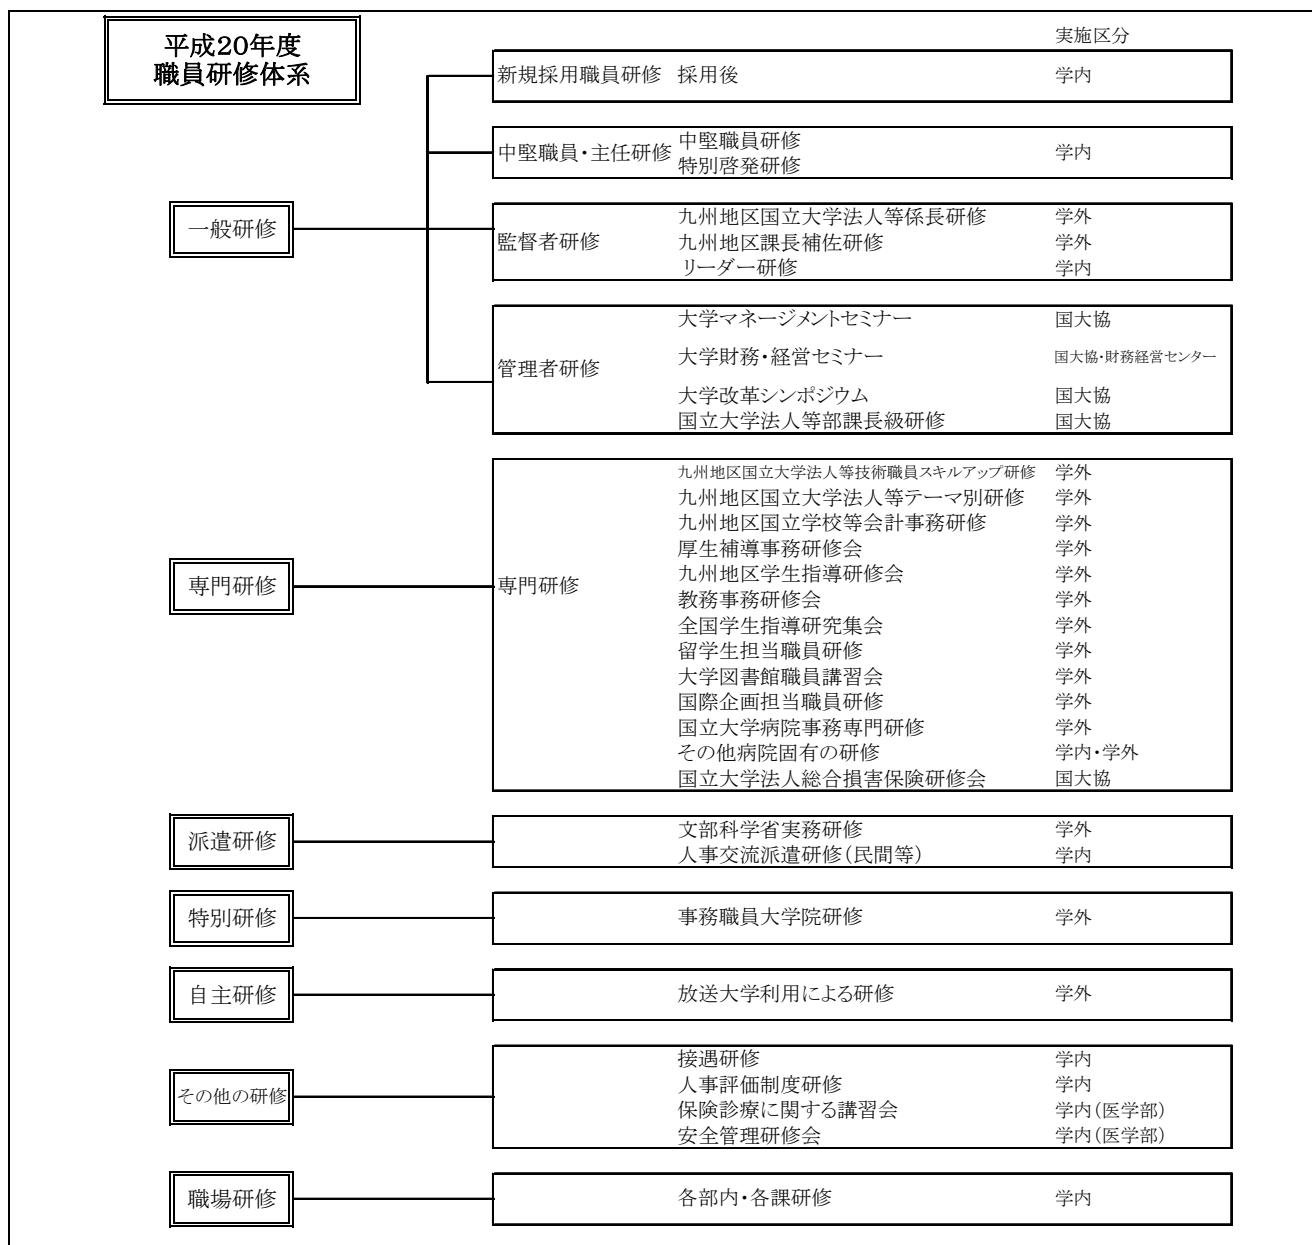 平成20年度
職員研修体系
実施区分
新規採用職員研修 採用後 学内
中堅職員・主任研修 中堅職員研修 学内
特別啓発研修
一般研修
監督者研修
九州地区国立大学法人等係長研修 学外
九州地区課長補佐研修 学外
リーダー研修 学内
管理者研修
大学マネージメントセミナー 国大協
大学財務・経営セミナー 国大協・財務経営センター
大学改革シンポジウム 国大協
国立大学法人等部課長級研修 国大協
専門研修
専門研修
九州地区国立大学法人等技術職員スキルアップ研修 学外
九州地区国立大学法人等テーマ別研修 学外
九州地区国立学校等会計事務研修 学外
厚生補導事務研修会 学外
九州地区学生指導研修会 学外
教務事務研修会 学外
全国学生指導研究集会 学外
留学生担当職員研修 学外
大学図書館職員講習会 学外
国際企画担当職員研修 学外
国立大学病院事務専門研修 学外
その他病院固有の研修 学内・学外
国立大学法人総合損害保険研修会 国大協
派遣研修
文部科学省実務研修 学外
人事交流派遣研修(民間等) 学内
特別研修 事務職員大学院研修 学外
自主研修 放送大学利用による研修 学外
その他の研修
接遇研修 学内
人事評価制度研修 学内
保険診療に関する講習会 学内(医学部)
安全管理研修会 学内(医学部)
職場研修 各部内・各課研修 学内